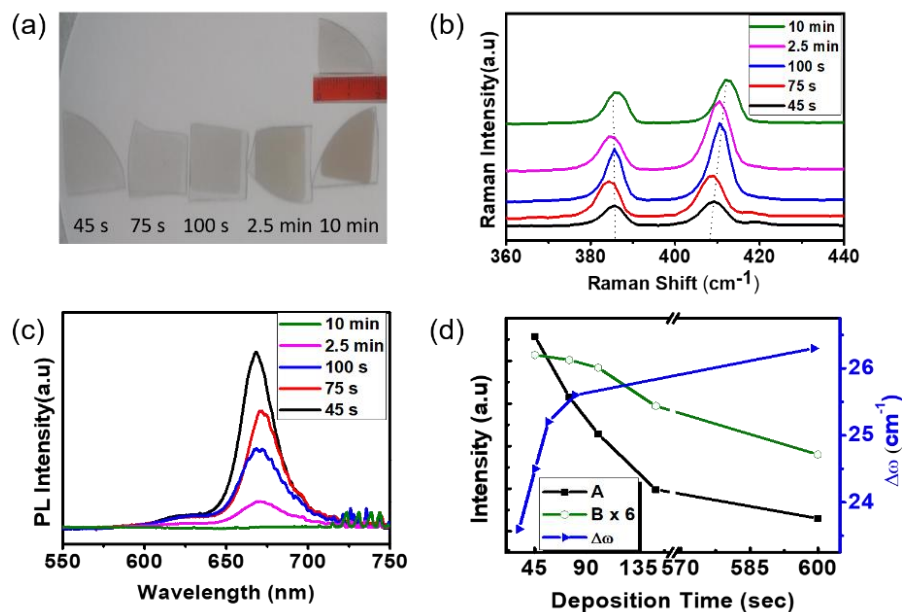 (a)
45 s 75 s 100 s 2.5 min 10 min
(b)
10 min
2.5 min
100 s
75 s
45 s
Raman Intensity(a.u)
360 380 400 420 440
Raman Shift (cm-1)
(c)
10 min
2.5 min
100 s
75 s
45 s
PL Intensity(a.u)
550 600 650 700 750
Wavelength (nm)
(d)
Intensity (a.u)
A
B x 6
Δω
26
25
24
Δω (cm-1)
45 90 135 570 585 600
Deposition Time (sec)